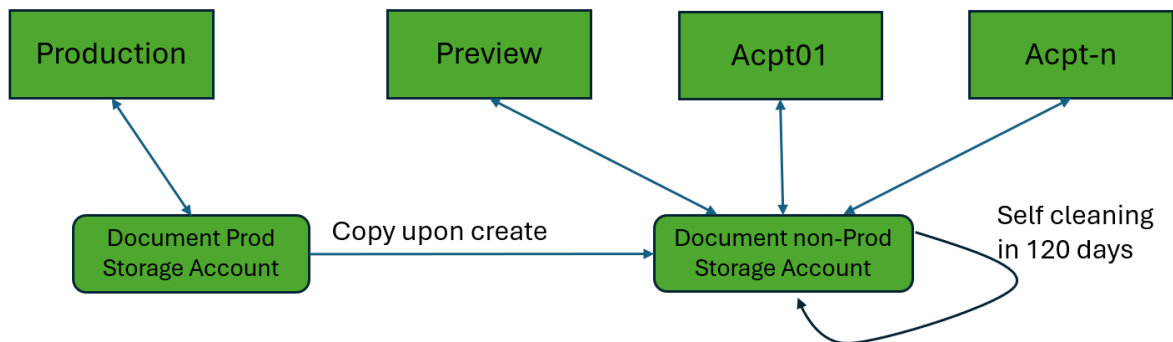 Production
Preview
Acpt01
Acpt-n
Document Prod
Storage Account
Copy upon create
Document non-Prod
Storage Account
Self cleaning
in 120 days